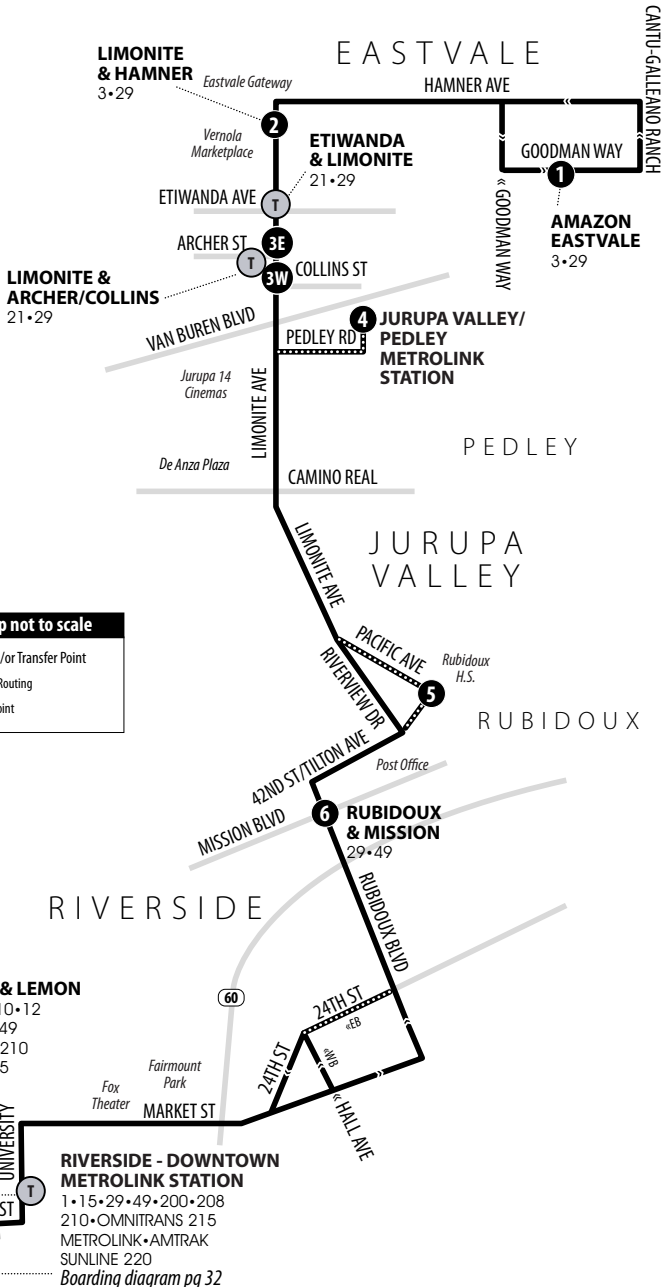 EASTVALE
LIMONITE
& HAMNER
3•29
Eastvale Gateway
HAMNER AVE
CANTU-GALLEANO RANCH
2
Vernola
Marketplace
ETIWANDA
& LIMONITE
21•29
GOODMAN WAY
1
« GOODMAN WAY
AMAZON
EASTVALE
3•29
ETIWANDA AVE
T
ARCHER ST
3E
T
3W
COLLINS ST
LIMONITE &
ARCHER/COLLINS
21•29
VAN BUREN BLVD
PEDLEY RD
4
JURUPA VALLEY/
PEDLEY
METROLINK
STATION
Jurupa 14
Cinemas
LIMONITE AVE
PEDLEY
De Anza Plaza
CAMINO REAL
LIMONITE AVE
JURUPA
VALLEY
p not to scale
/or Transfer Point
Routing
oint
PACIFIC AVE
Rubidoux
H.S.
RIVERVIEW DR
5
RUBIDOUX
42ND ST/TILTON AVE
Post Office
MISSION BLVD
6
RUBIDOUX
& MISSION
29•49
RUBIDOUX BLVD
RIVERSIDE
& LEMON
10•12
49
210
5
60
24TH ST
«EB
«WB
24TH ST
« HALL AVE
Fairmount
Park
Fox
Theater
MARKET ST
UNIVERSITY
T
ST
RIVERSIDE - DOWNTOWN
METROLINK STATION
1•15•29•49•200•208
210•OMNITRANS 215
METROLINK•AMTRAK
SUNLINE 220
Boarding diagram pg 32